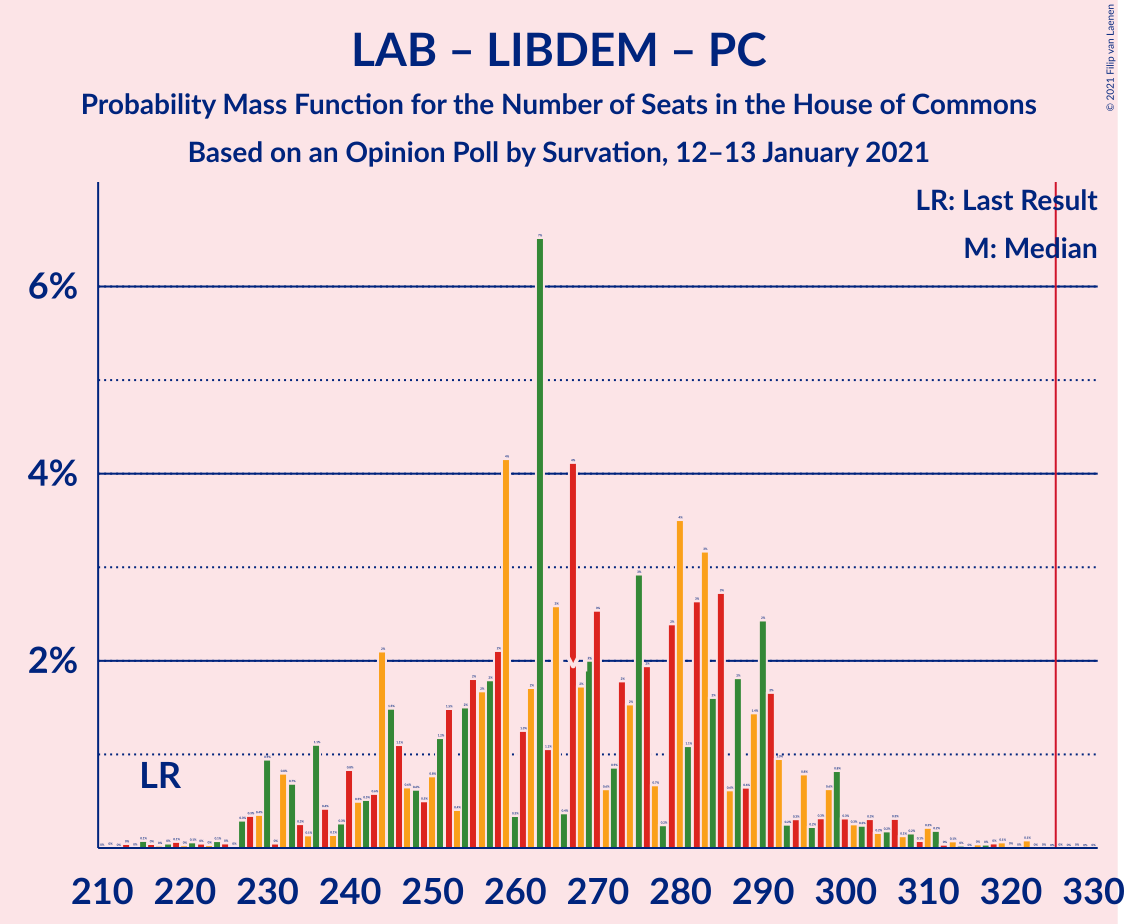 LAB – LIBDEM – PC
Probability Mass Function for the Number of Seats in the House of Commons
Based on an Opinion Poll by Survation, 12–13 January 2021
© 2021 Filip van Laenen
LR: Last Result
M: Median
6%
4%
2%
LR
210 220 230 240 250 260 270 280 290 300 310 320 330